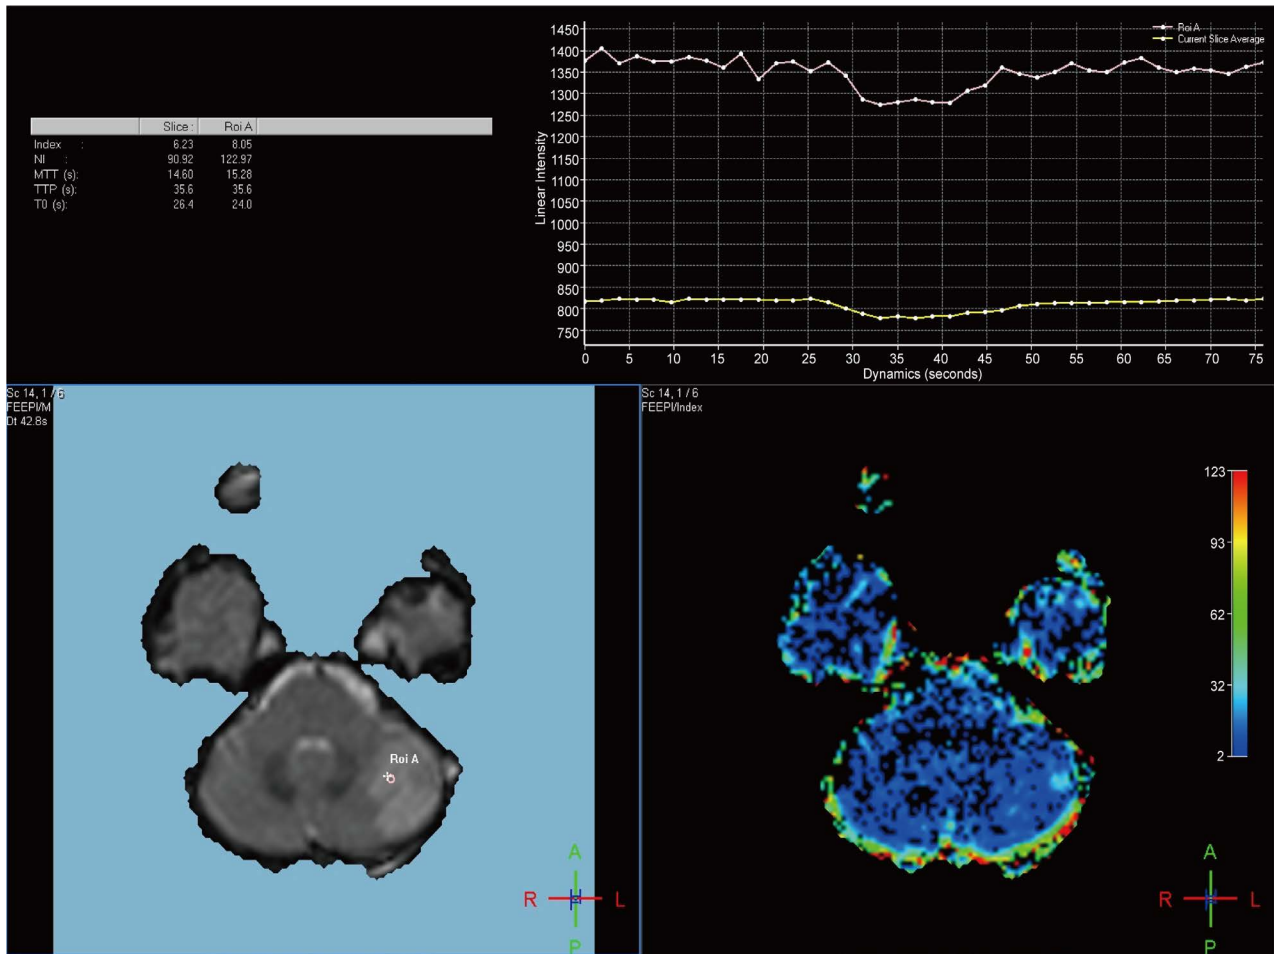 Slice : Roi A
Index : 6.23 8.05
NI : 90.92 122.97
MTT (s): 14.60 15.28
TTP (s): 35.6 35.6
T0 (s): 26.4 24.0
Roi A
Current Slice Average
Linear Intensity
1450
1400
1350
1300
1250
1200
1150
1100
1050
1000
950
900
850
800
750
0 5 10 15 20 25 30 35 40 45 50 55 60 65 70 75
Dynamics (seconds)
Sc 14, 1 / 6
FEEPI/M
Dt 42.8s
Roi A
A
R L
H
P
Sc 14, 1 / 6
FEEPI/Index
123
93
62
32
2
A
R L
H
P